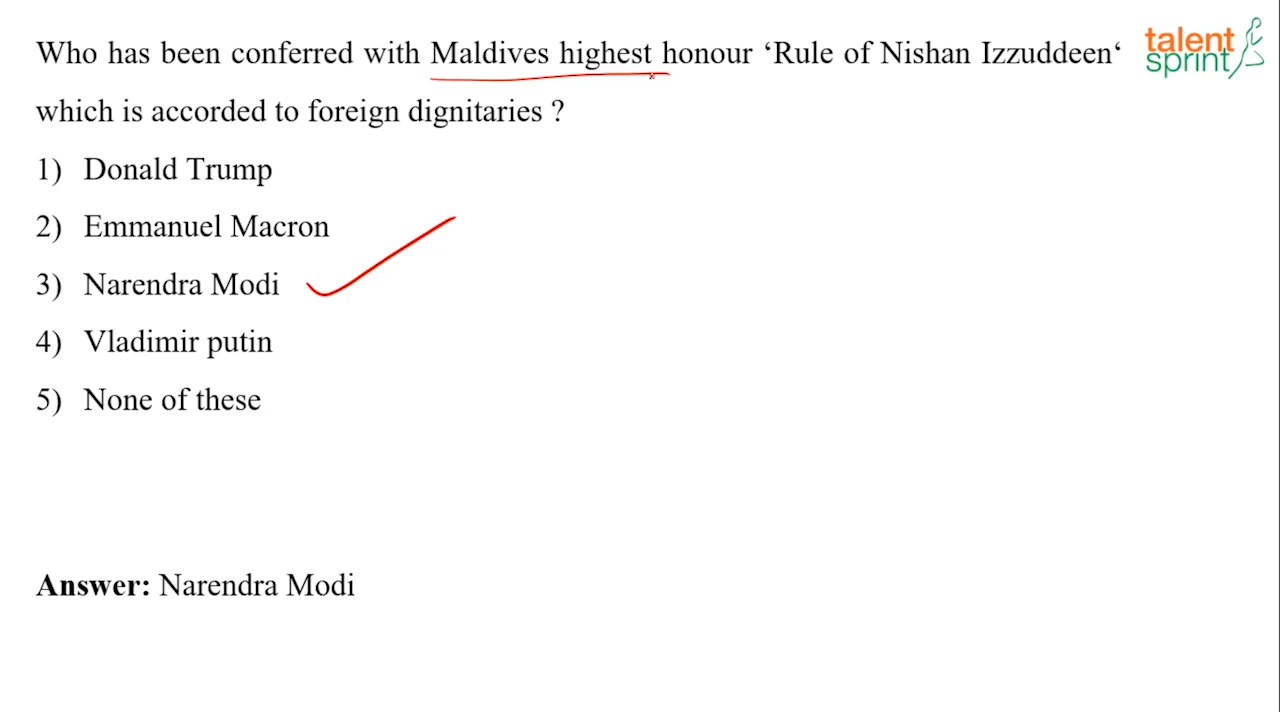 talent
sprint
Who has been conferred with Maldives highest honour ‘Rule of Nishan Izzuddeen‘
which is accorded to foreign dignitaries ?
1) Donald Trump
2) Emmanuel Macron
3) Narendra Modi
4) Vladimir putin
5) None of these
Answer: Narendra Modi